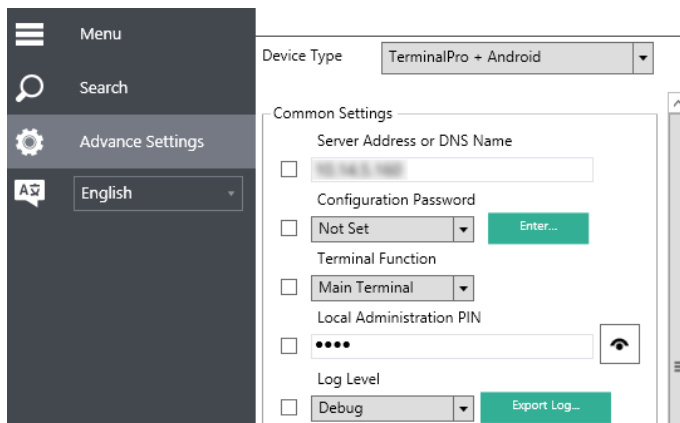 Menu
Search
Advance Settings
English
Device Type
TerminalPro + Android
Common Settings
Server Address or DNS Name
Configuration Password
Not Set
Enter...
Terminal Function
Main Terminal
Local Administration PIN
••••
Log Level
Debug
Export Log...